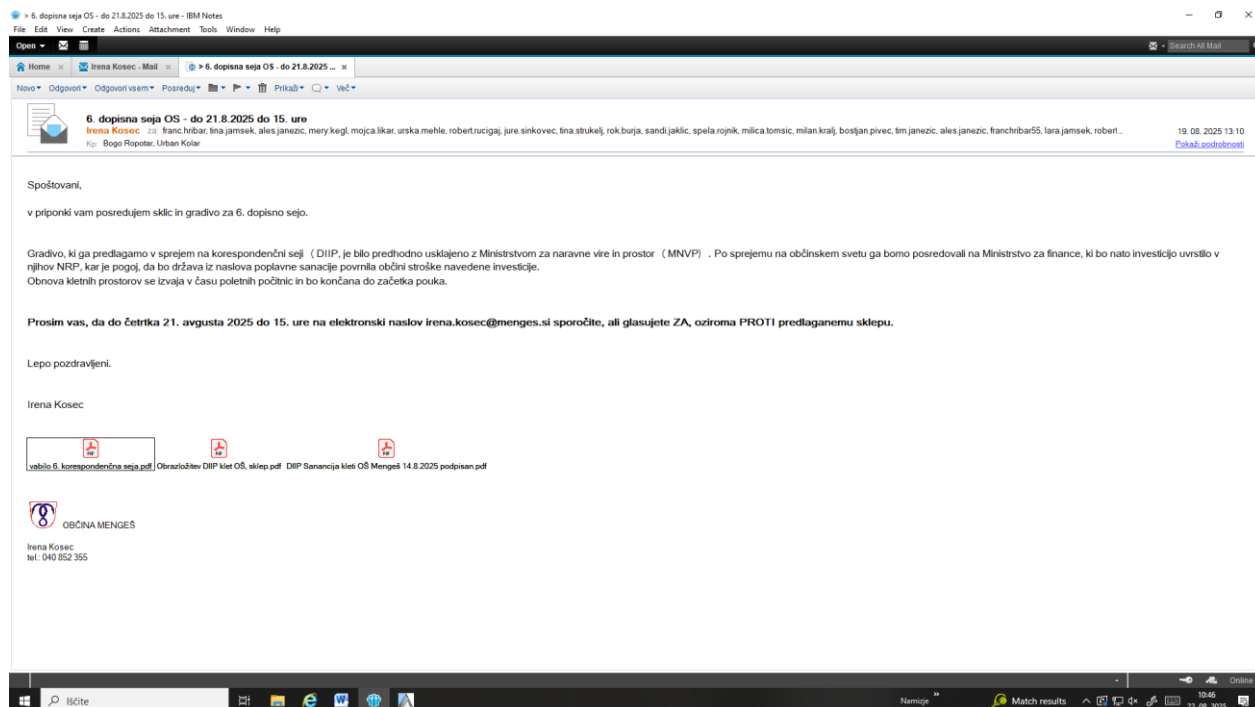 > 6. dopisna seja OS - do 21.8.2025 do 15. ure - IBM Notes
File Edit View Create Actions Attachment Tools Window Help
Open Search All Mail
Home Irena Kosec - Mail > 6. dopisna seja OS - do 21.8.2025 ...
Novo Odgovori Odgovori vsem Posreduj Prikaži Več
6. dopisna seja OS - do 21.8.2025 do 15. ure
Irena Kosec za: franc.hribar, tina.jamsek, ales.janezic, mery.kegl, mojca.likar, urska.mehle, robert.rucigaj, jure.sinkovec, tina.strukelj, rok.burja, sandi.jaklic, spela.rojnik, milica.tomsic, milan.kralj, bostjan.pivec, tim.janezic, ales.janezic, franchribar55, lara.jamsek, robert... 19. 08. 2025 13:10
Kp: Bogo Ropotar, Urban Kolar Pokaži podrobnosti
Spoštovani,
v priponki vam posredujem sklic in gradivo za 6. dopisno sejo.
Gradivo, ki ga predlagamo v sprejem na korespondenčni seji ( DIIP, je bilo predhodno usklajeno z Ministrstvom za naravne vire in prostor ( MNVP) . Po sprejemu na občinskem svetu ga bomo posredovali na Ministrstvo za finance, ki bo nato investicijo uvrstilo v
njihov NRP, kar je pogoj, da bo država iz naslova poplavne sanacije povrnila občini stroške navedene investicije.
Obnova kletnih prostorov se izvaja v času poletnih počitnic in bo končana do začetka pouka.
Prosim vas, da do četrtka 21. avgusta 2025 do 15. ure na elektronski naslov irena.kosec@menges.si sporočite, ali glasujete ZA, oziroma PROTI predlaganemu sklepu.
Lepo pozdravljeni.
Irena Kosec
vabilo 6. korespondenčna seja.pdf Obrazložitev DIIP klet OŠ, sklep.pdf DIIP Sanancija kleti OŠ Mengeš 14.8.2025 podpisan.pdf
OBČINA MENGEŠ
Irena Kosec
tel.: 040 852 355
Online
Iščite Namizje Match results 10:46
22. 08. 2025